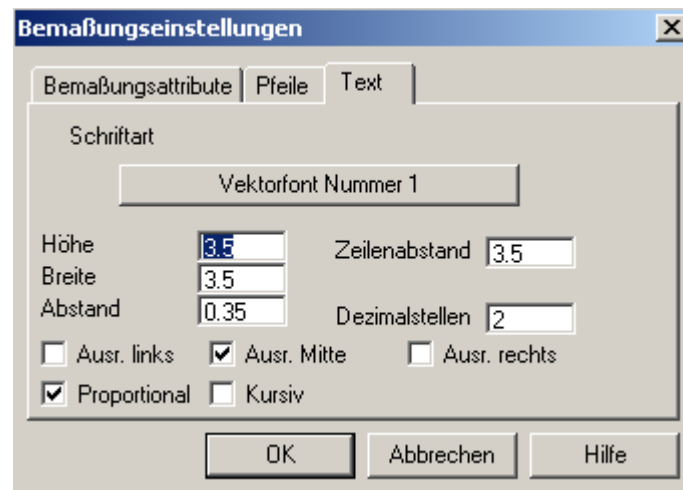 Bemaßungseinstellungen
Bemaßungsattribute Pfeile Text
Schriftart
Vektorfont Nummer 1
Höhe 3.5 Zeilenabstand 3.5
Breite 3.5
Abstand 0.35 Dezimalstellen 2
Ausr. links Ausr. Mitte Ausr. rechts
Proportional Kursiv
OK Abbrechen Hilfe